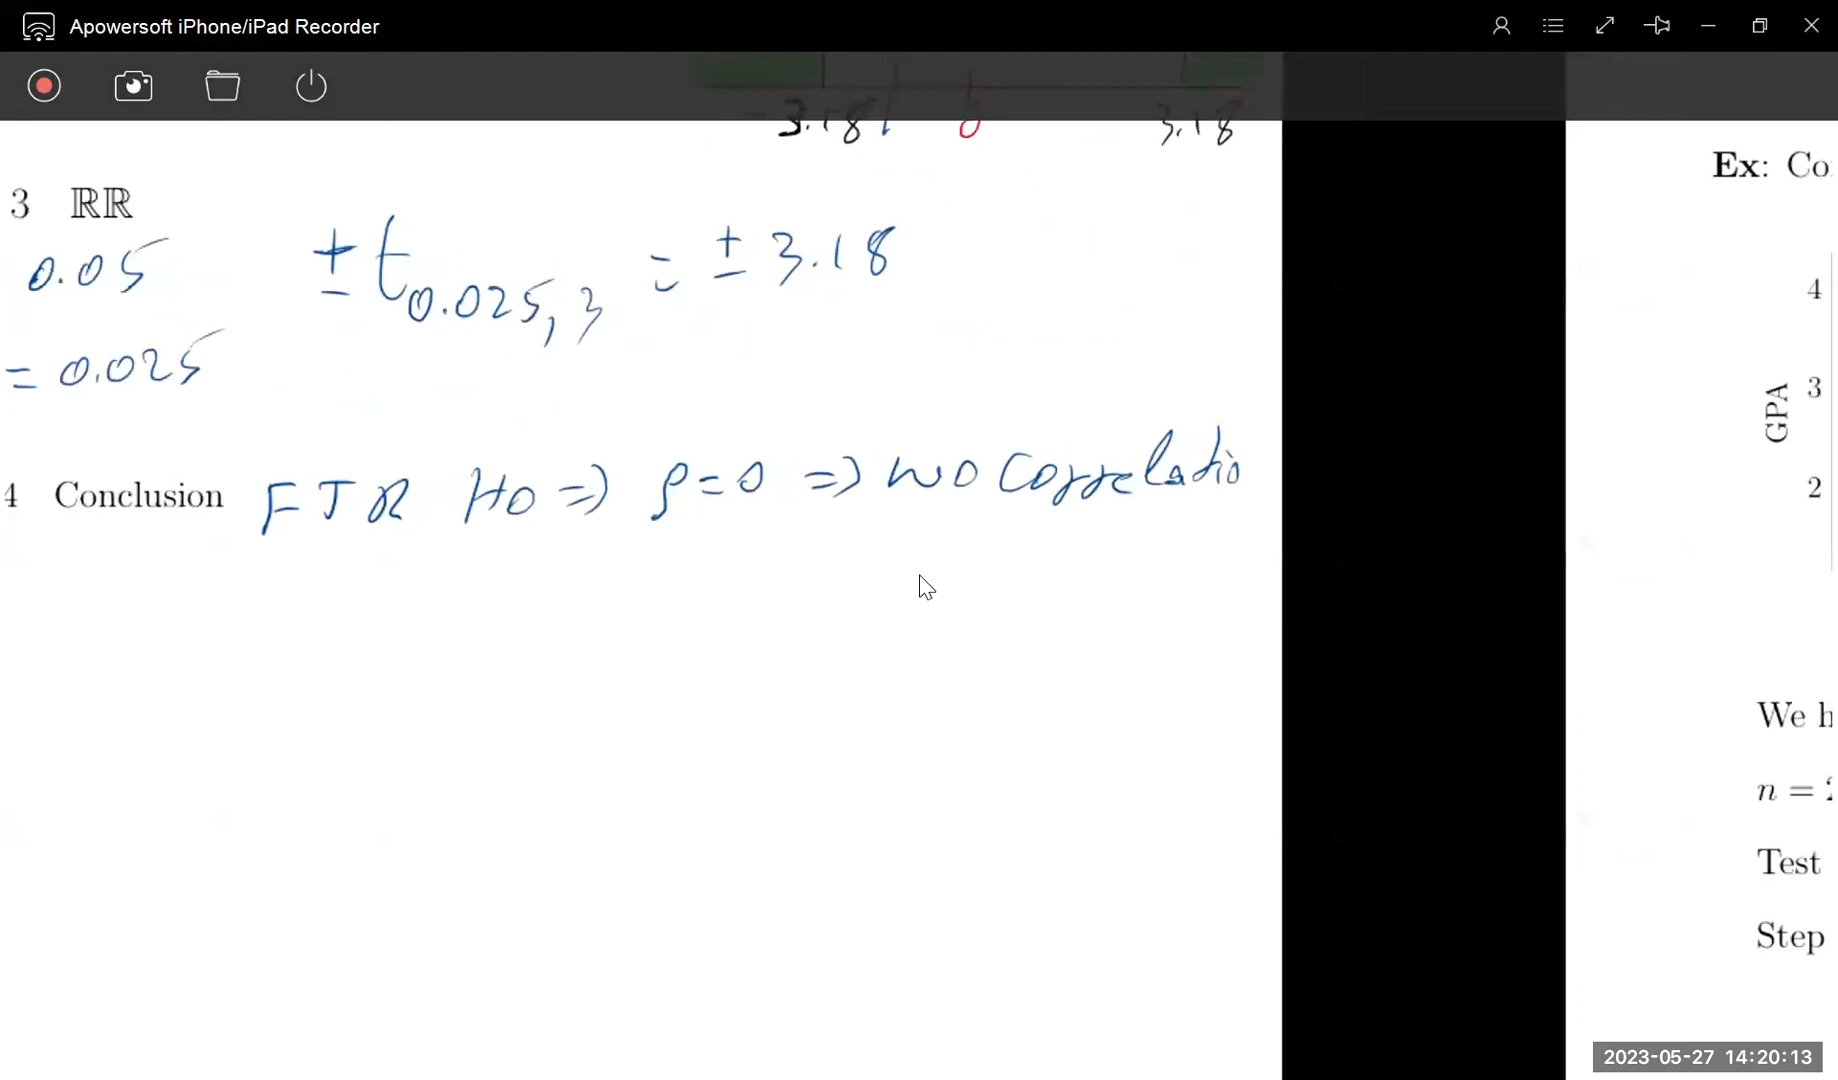 Apowersoft iPhone/iPad Recorder
-3.18 0 3.18
3 ℝℝ
0.05 ± t0.025, 3 = ± 3.18
= 0.025
4 Conclusion FTR H0 => ρ=0 => no Correlatio
Ex: Co
4
3
2
GPA
We h
n =
Test
Step
2023-05-27 14:20:13